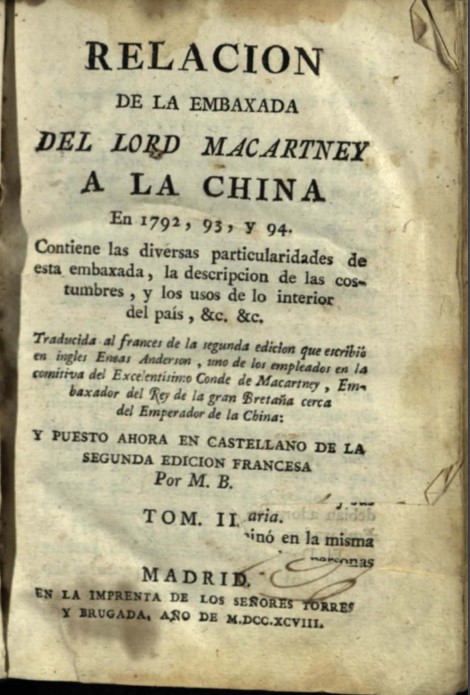 RELACION
DE LA EMBAXADA
DEL LORD MACARTNEY
A LA CHINA
En 1792, 93, y 94.
Contiene las diversas particularidades de
esta embaxada, la descripcion de las cos-
tumbres, y los usos de lo interior
del país, &c. &c.
Traducida al frances de la segunda edicion que escribió
en ingles Eneas Anderson, uno de los empleados en la
comitiva del Excelentísimo Conde de Macartney, Em-
baxador del Rey de la gran Bretaña cerca
del Emperador de la China:
Y PUESTO AHORA EN CASTELLANO DE LA
SEGUNDA EDICION FRANCESA
Por M. B.
TOM. II. aria.
inó en la misma
personas
MADRID.
EN LA IMPRENTA DE LOS SEÑORES TORRES
Y BRUGADA, AÑO DE M.DCC.XCVIII.